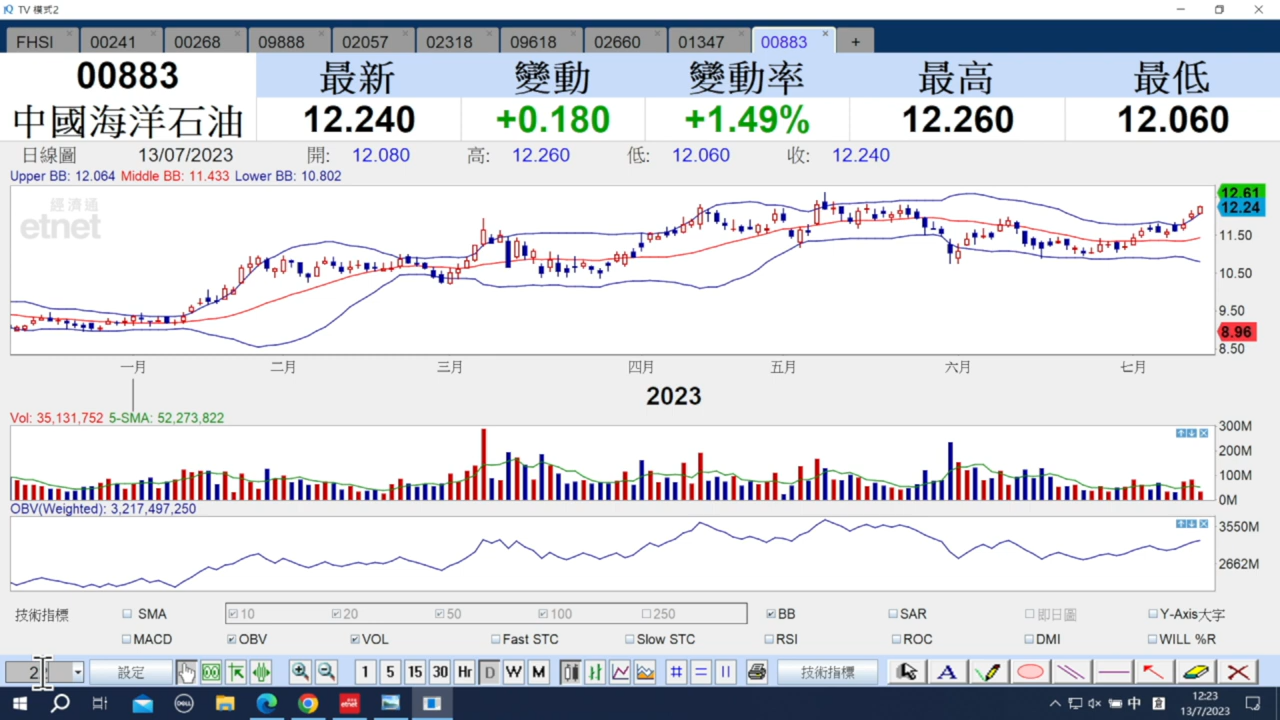 TV 模式2
FHSI 00241 00268 09888 02057 02318 09618 02660 01347 00883 +
00883 最新 變動 變動率 最高 最低
中國海洋石油 12.240 +0.180 +1.49% 12.260 12.060
日線圖 13/07/2023 開: 12.080 高: 12.260 低: 12.060 收: 12.240
Upper BB: 12.064 Middle BB: 11.433 Lower BB: 10.802
經濟通
etnet
12.61
12.24
11.50
10.50
9.50
8.96
8.50
一月 二月 三月 四月 五月 六月 七月
2023
Vol: 35,131,752 5-SMA: 52,273,822
300M
200M
100M
0M
OBV(Weighted): 3,217,497,250
3550M
2662M
技術指標 SMA 10 20 50 100 250 BB SAR 即日圖 Y-Axis大字
MACD OBV VOL Fast STC Slow STC RSI ROC DMI WILL %R
2 設定 1 5 15 30 Hr D W M 技術指標 A
DELL etnet 中 12:23
13/7/2023